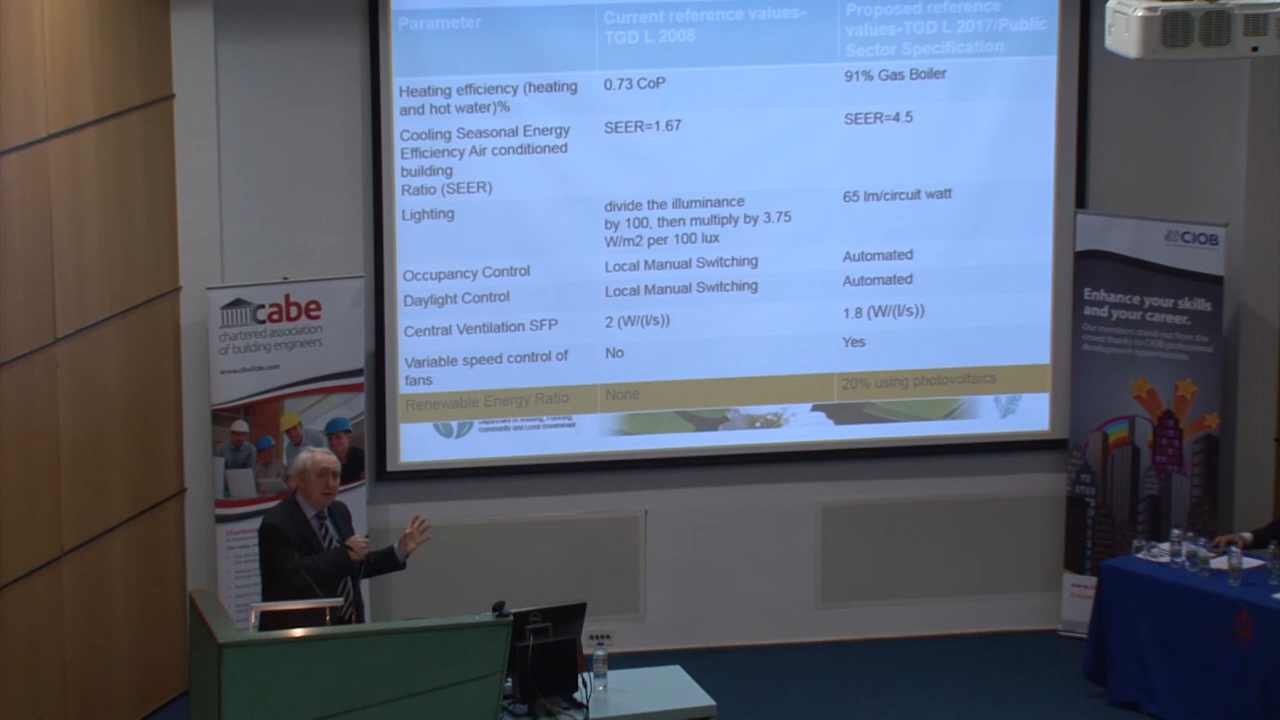 Parameter
Current reference values-
TGD L 2008
Proposed reference
values-TGD L 2017/Public
Sector Specification
Heating efficiency (heating
and hot water)%
0.73 CoP
91% Gas Boiler
Cooling Seasonal Energy
Efficiency Air conditioned
building
Ratio (SEER)
SEER=1.67
SEER=4.5
Lighting
divide the illuminance
by 100, then multiply by 3.75
W/m2 per 100 lux
65 lm/circuit watt
Occupancy Control
Local Manual Switching
Automated
Daylight Control
Local Manual Switching
Automated
Central Ventilation SFP
2 (W/(l/s))
1.8 (W/(l/s))
Variable speed control of
fans
No
Yes
Renewable Energy Ratio
None
20% using photovoltaics
Community and Local Government
cabe
chartered association
of building engineers
CIOB
Enhance your skills
and your career.